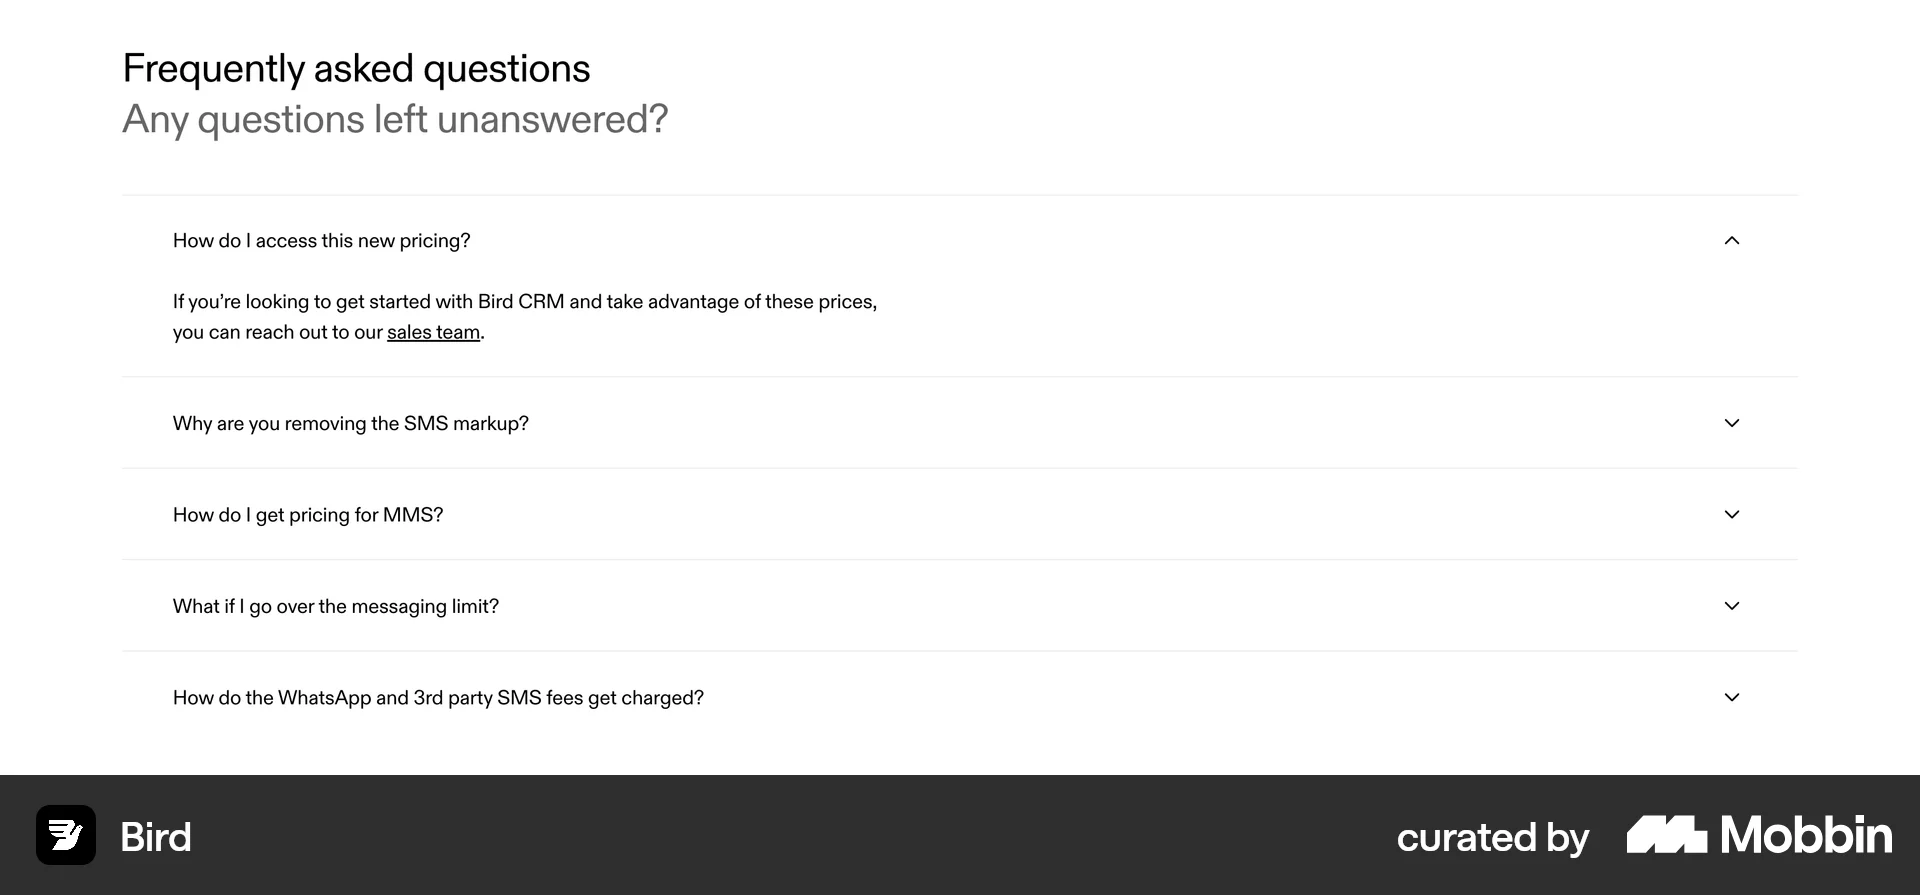 Frequently asked questions
Any questions left unanswered?
How do I access this new pricing?
If you’re looking to get started with Bird CRM and take advantage of these prices,
you can reach out to our sales team.
Why are you removing the SMS markup?
How do I get pricing for MMS?
What if I go over the messaging limit?
How do the WhatsApp and 3rd party SMS fees get charged?
Bird
curated by Mobbin